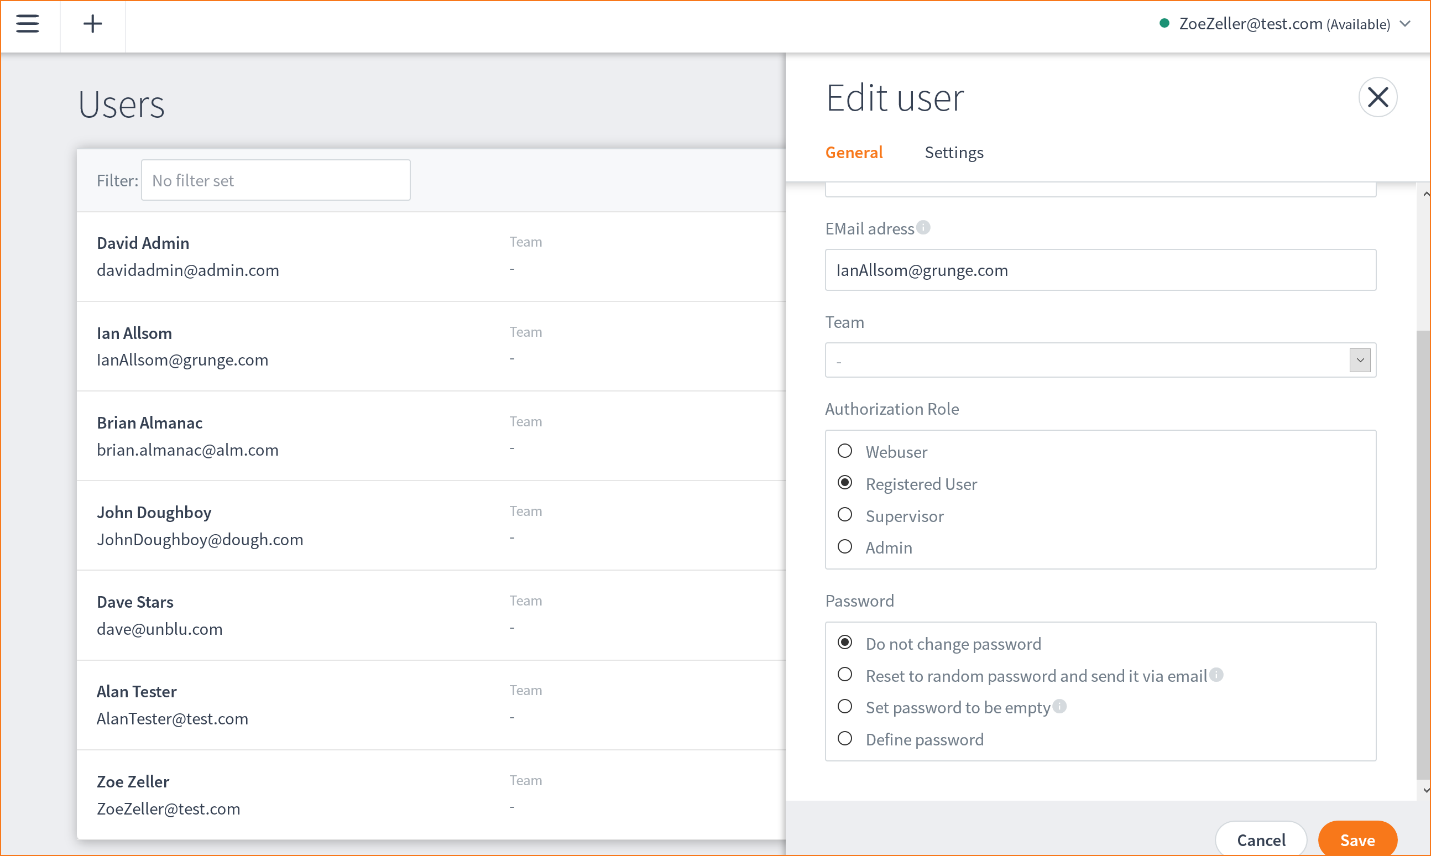 ZoeZeller@test.com (Available)
Users
Filter: No filter set
David Admin
Team
davidadmin@admin.com
-
Ian Allsom
Team
IanAllsom@grunge.com
-
Brian Almanac
Team
brian.almanac@alm.com
-
John Doughboy
Team
JohnDoughboy@dough.com
-
Dave Stars
Team
dave@unblu.com
-
Alan Tester
Team
AlanTester@test.com
-
Zoe Zeller
Team
ZoeZeller@test.com
-
Edit user
General Settings
EMail adress
IanAllsom@grunge.com
Team
-
Authorization Role
Webuser
Registered User
Supervisor
Admin
Password
Do not change password
Reset to random password and send it via email
Set password to be empty
Define password
Cancel Save